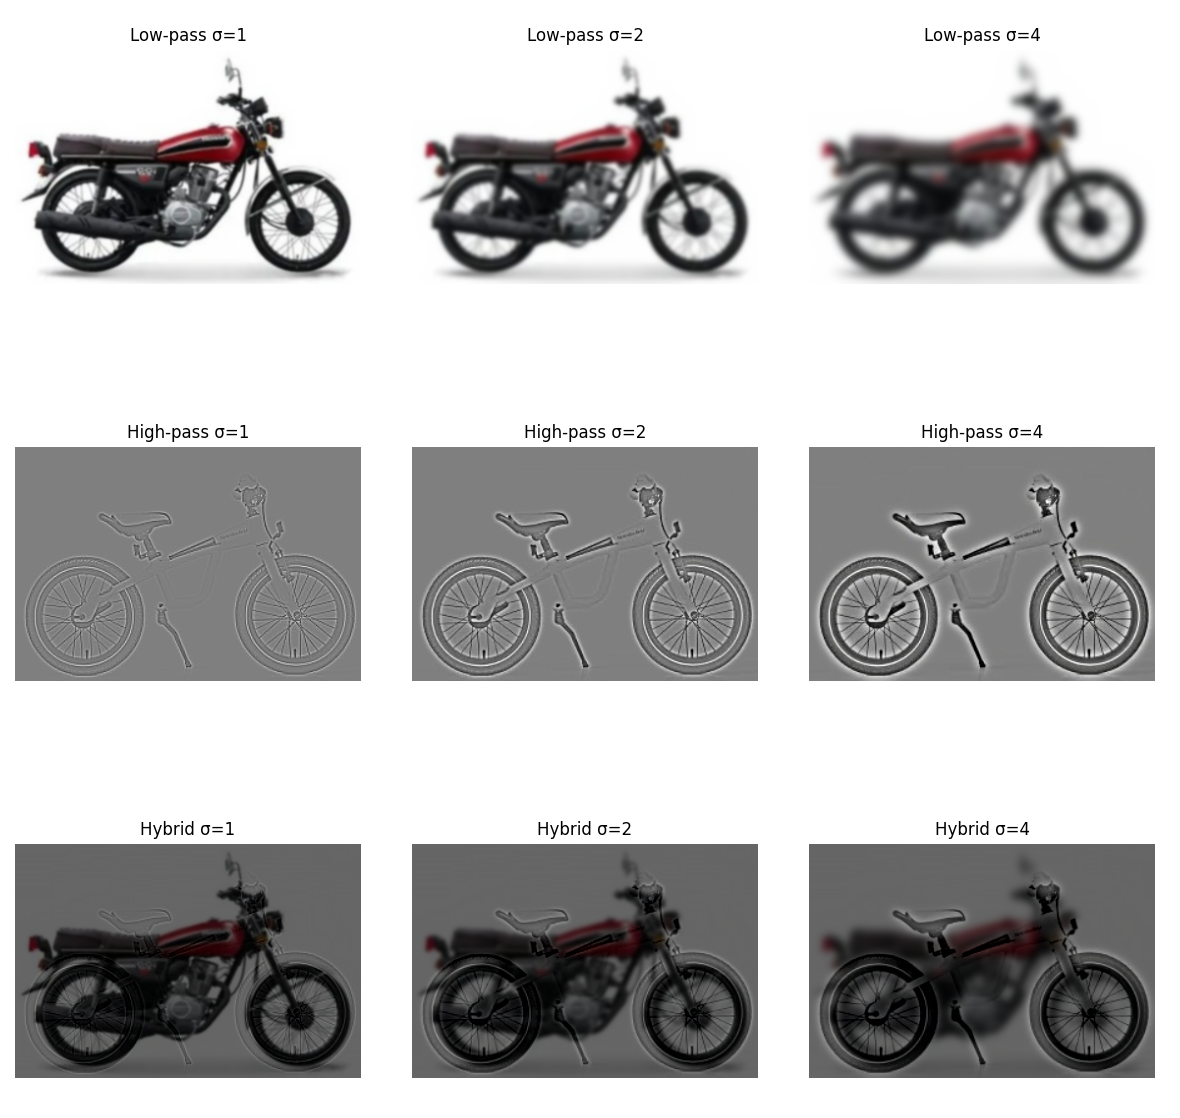 Low-pass σ=1
Low-pass σ=2
Low-pass σ=4
High-pass σ=1
High-pass σ=2
High-pass σ=4
Hybrid σ=1
Hybrid σ=2
Hybrid σ=4